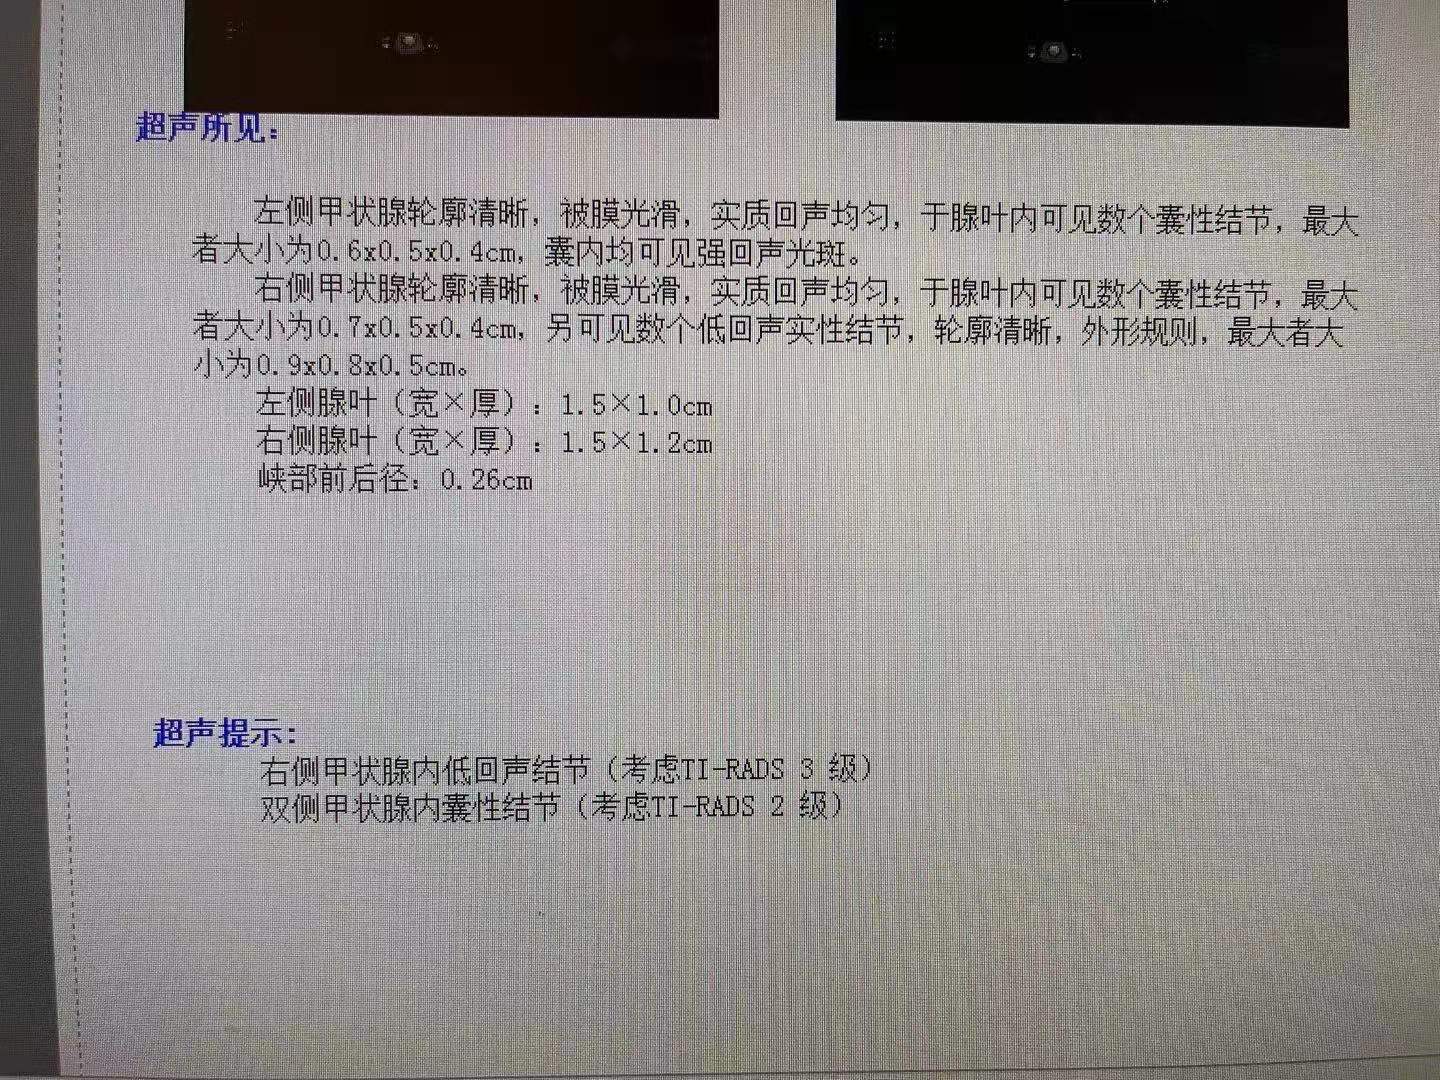 超声所见：
左侧甲状腺轮廓清晰，被膜光滑，实质回声均匀，于腺叶内可见数个囊性结节，最大
者大小为0.6x0.5x0.4cm，囊内均可见强回声光斑。
右侧甲状腺轮廓清晰，被膜光滑，实质回声均匀，于腺叶内可见数个囊性结节，最大
者大小为0.7x0.5x0.4cm，另可见数个低回声实性结节，轮廓清晰，外形规则，最大者大
小为0.9x0.8x0.5cm。
左侧腺叶（宽×厚）：1.5×1.0cm
右侧腺叶（宽×厚）：1.5×1.2cm
峡部前后径：0.26cm
超声提示：
右侧甲状腺内低回声结节（考虑TI-RADS 3 级）
双侧甲状腺内囊性结节（考虑TI-RADS 2 级）